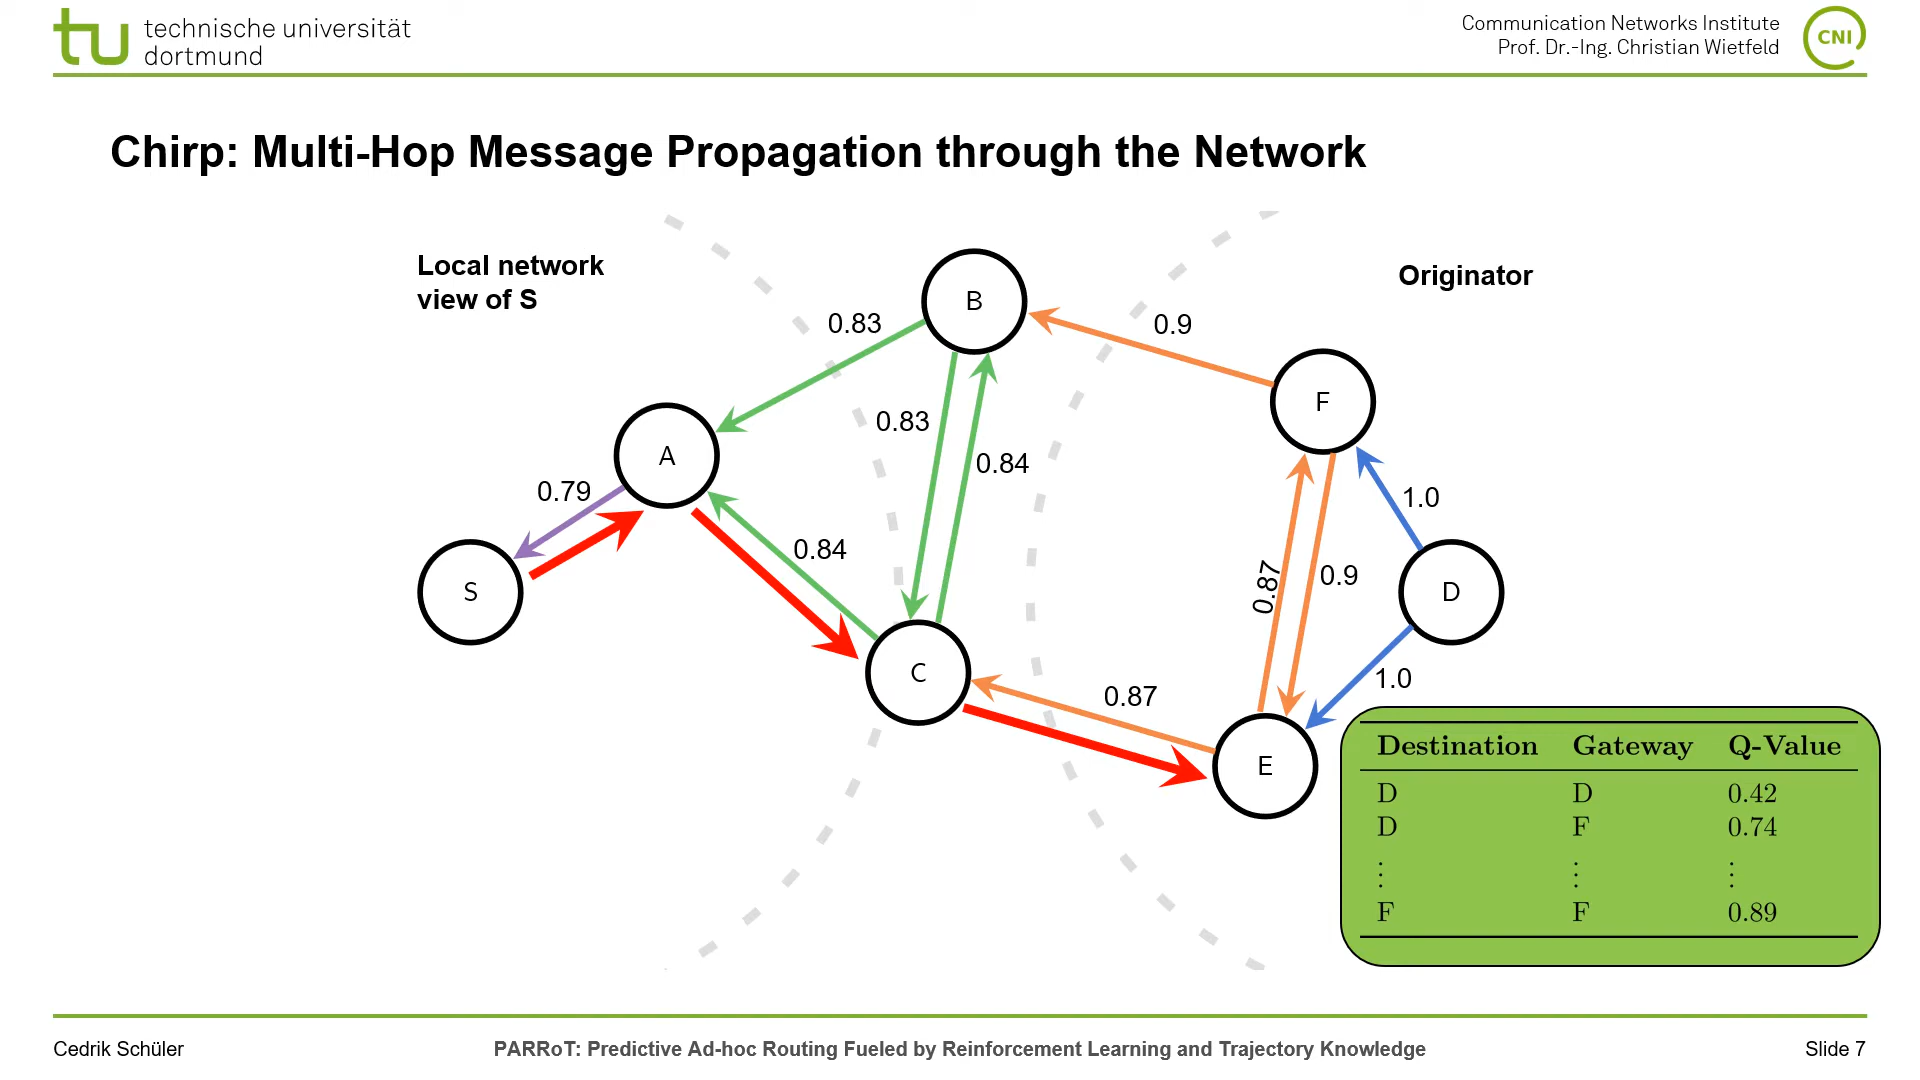 technische universität
dortmund
Communication Networks Institute
Prof. Dr.-Ing. Christian Wietfeld
CNI
Chirp: Multi-Hop Message Propagation through the Network
Local network
view of S
Originator
B
0.83
0.9
F
0.83
A
0.84
0.79
1.0
0.84
0.87
0.9
S
D
C
0.87
1.0
E
Destination Gateway Q-Value
D D 0.42
D F 0.74
⋮ ⋮ ⋮
F F 0.89
Cedrik Schüler
PARRoT: Predictive Ad-hoc Routing Fueled by Reinforcement Learning and Trajectory Knowledge
Slide 7